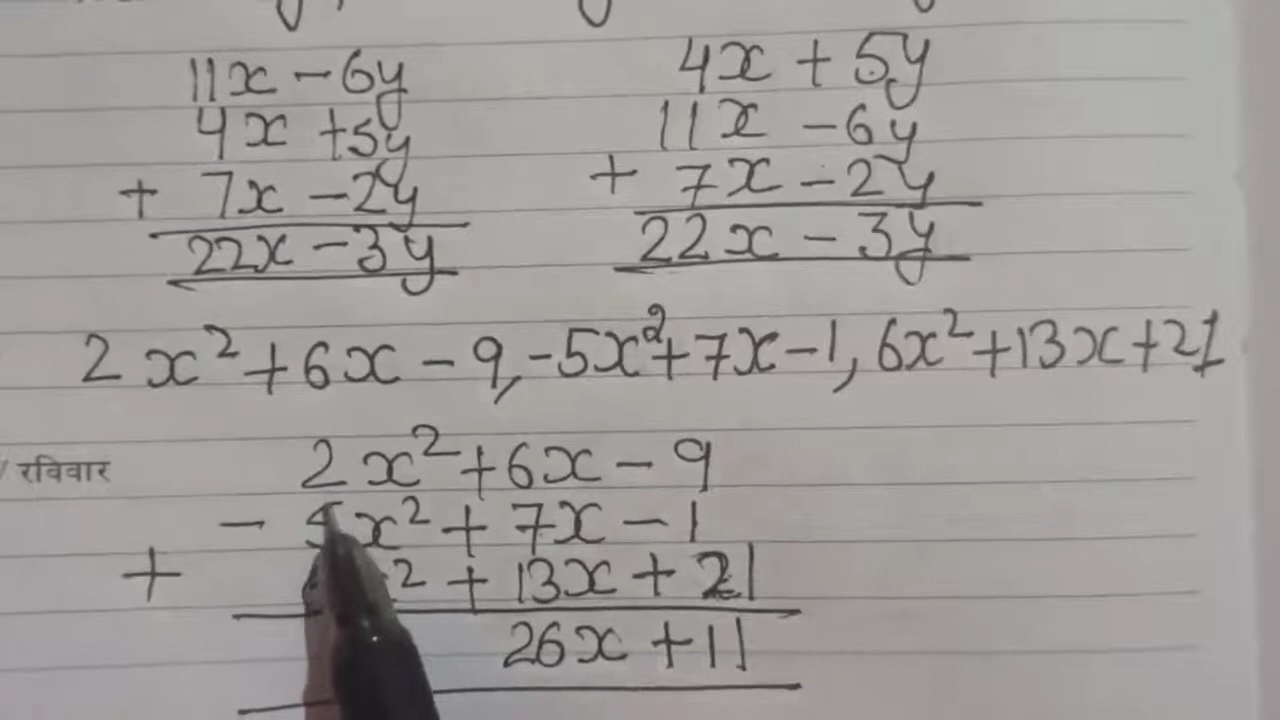 11x - 6y
4x + 5y
+ 7x - 2y
22x - 3y
4x + 5y
11x - 6y
+ 7x - 2y
22x - 3y
2x² + 6x - 9, -5x² + 7x - 1, 6x² + 13x + 21
रविवार
2x² + 6x - 9
- 5x² + 7x - 1
+ ² + 13x + 21
26x + 11